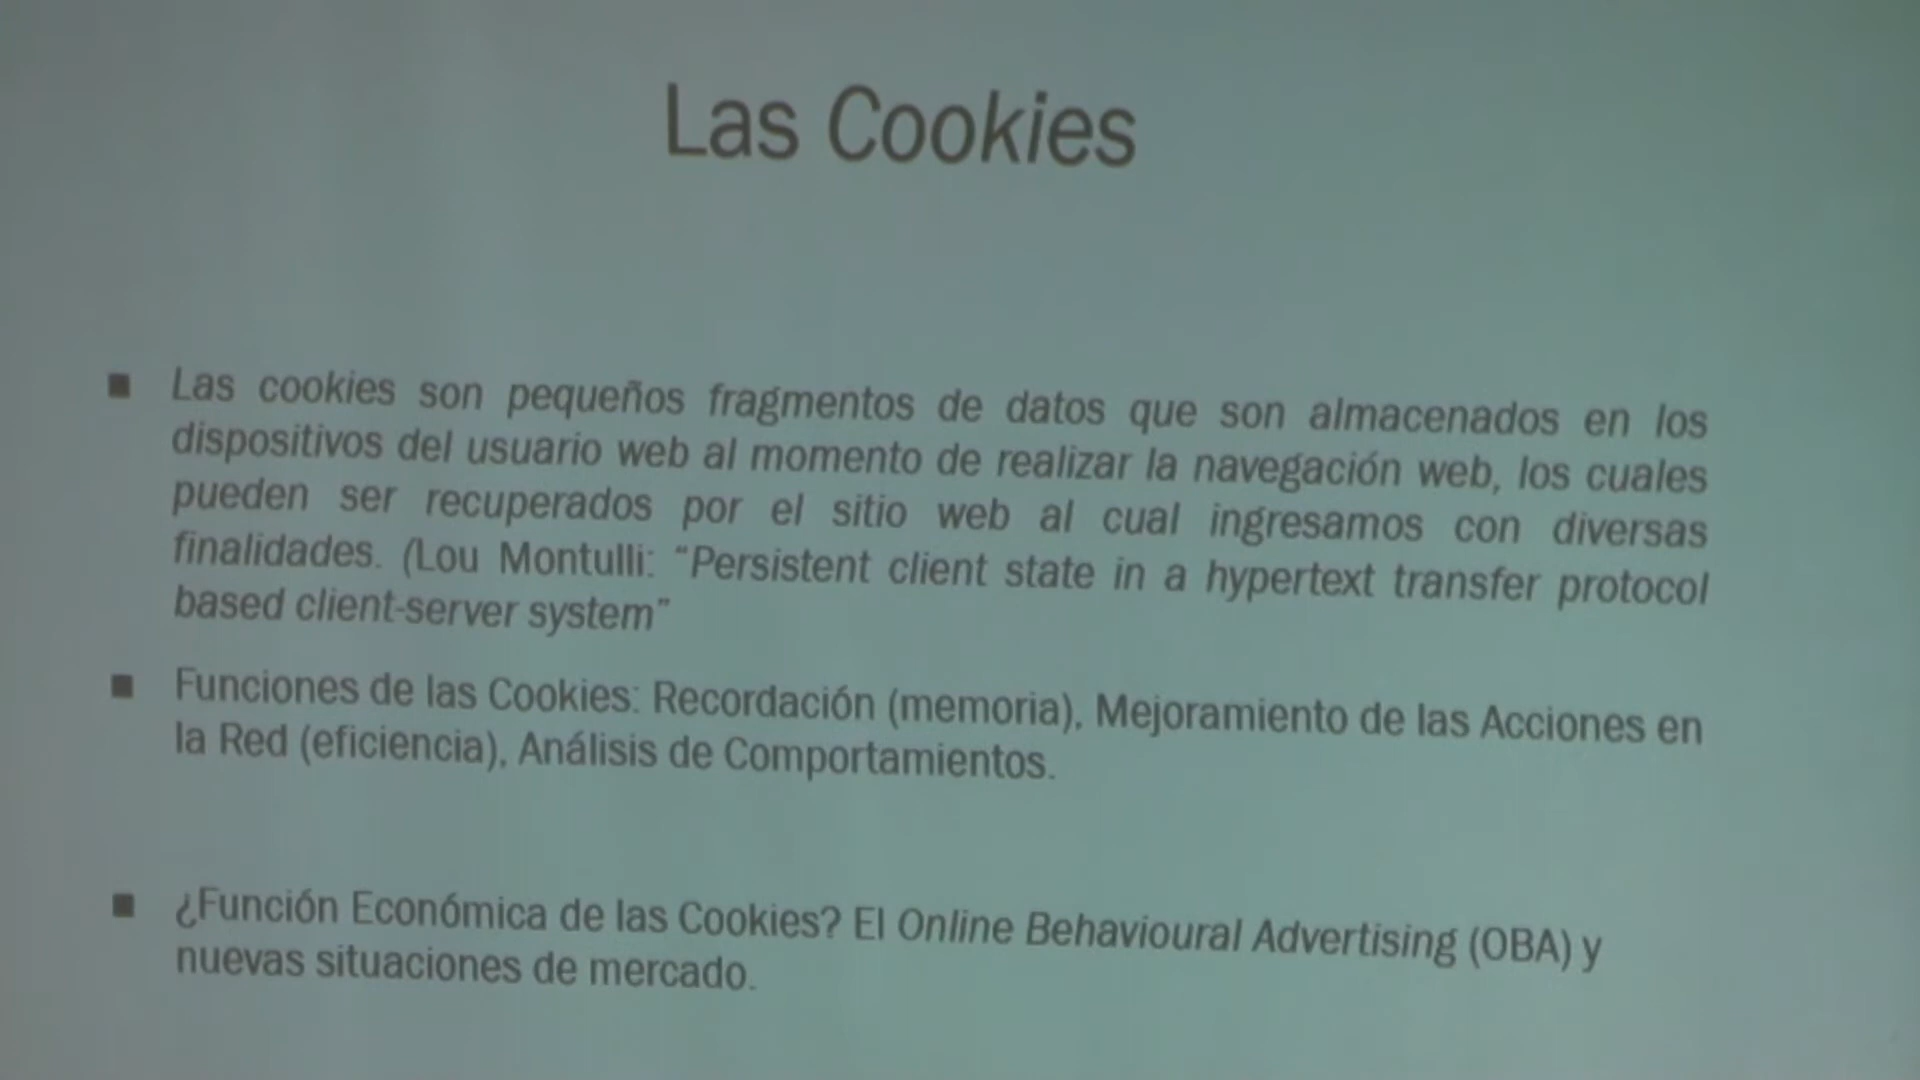 Las Cookies
Las cookies son pequeños fragmentos de datos que son almacenados en los
dispositivos del usuario web al momento de realizar la navegación web, los cuales
pueden ser recuperados por el sitio web al cual ingresamos con diversas
finalidades. (Lou Montulli: “Persistent client state in a hypertext transfer protocol
based client-server system”
Funciones de las Cookies: Recordación (memoria), Mejoramiento de las Acciones en
la Red (eficiencia), Análisis de Comportamientos.
¿Función Económica de las Cookies? El Online Behavioural Advertising (OBA) y
nuevas situaciones de mercado.